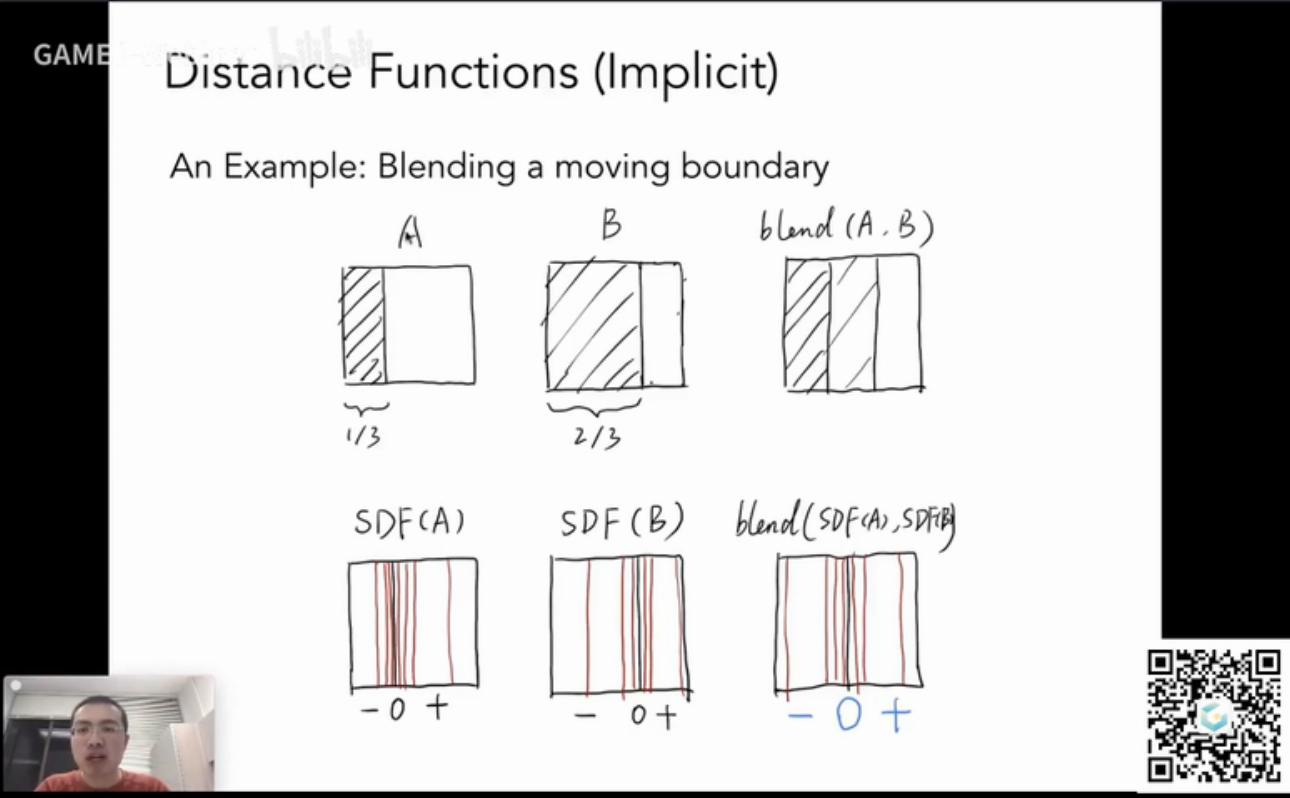 GAME
bilibili
Distance Functions (Implicit)
An Example: Blending a moving boundary
A
B
blend (A, B)
1/3
2/3
SDF(A)
SDF (B)
blend(SDF(A), SDF(B)
- 0 +
- 0 +
- 0 +